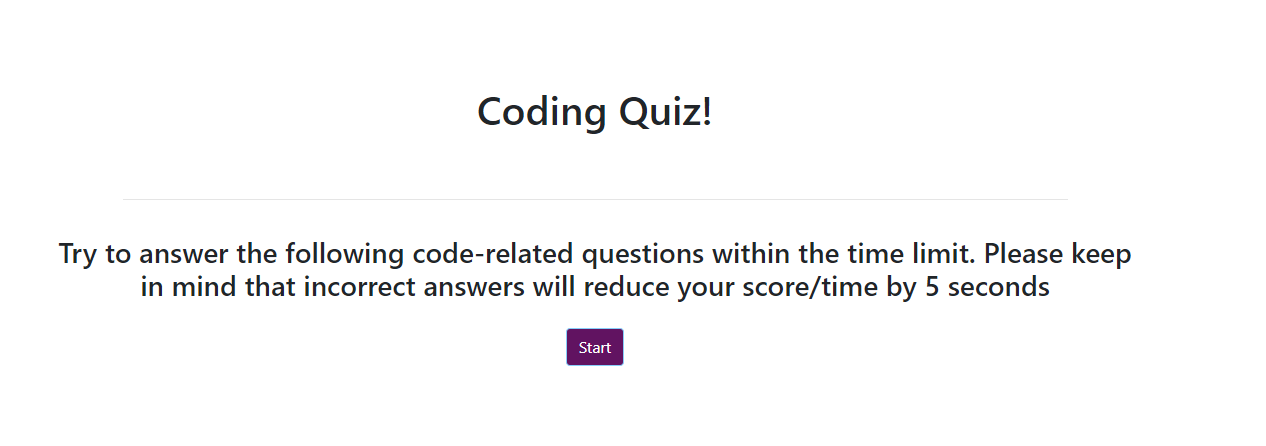 Coding Quiz!
Try to answer the following code-related questions within the time limit. Please keep
in mind that incorrect answers will reduce your score/time by 5 seconds
Start